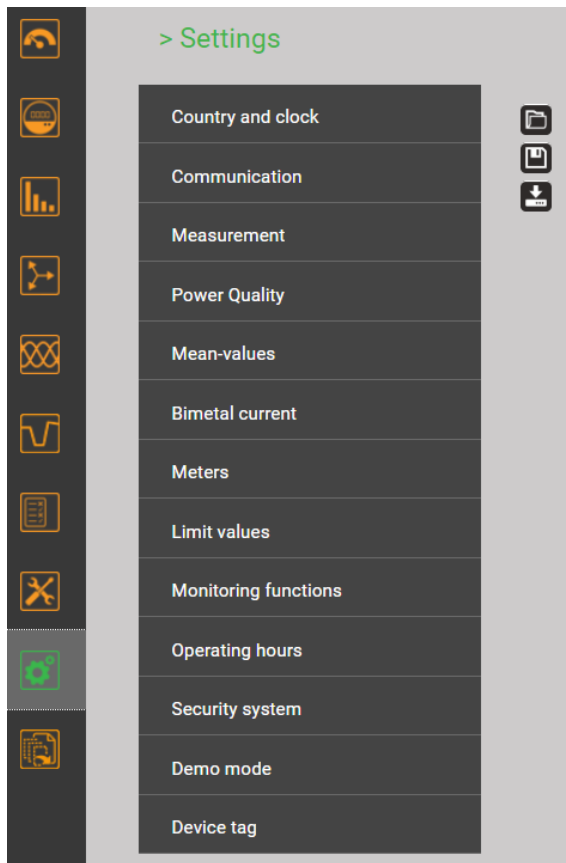 > Settings
Country and clock
Communication
Measurement
Power Quality
Mean-values
Bimetal current
Meters
Limit values
Monitoring functions
Operating hours
Security system
Demo mode
Device tag